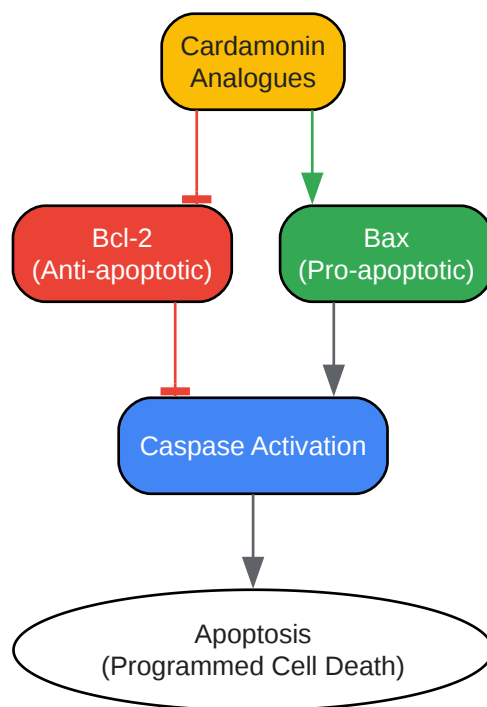 Cardamonin
Analogues
Bcl-2
(Anti-apoptotic)
Bax
(Pro-apoptotic)
Caspase Activation
Apoptosis
(Programmed Cell Death)